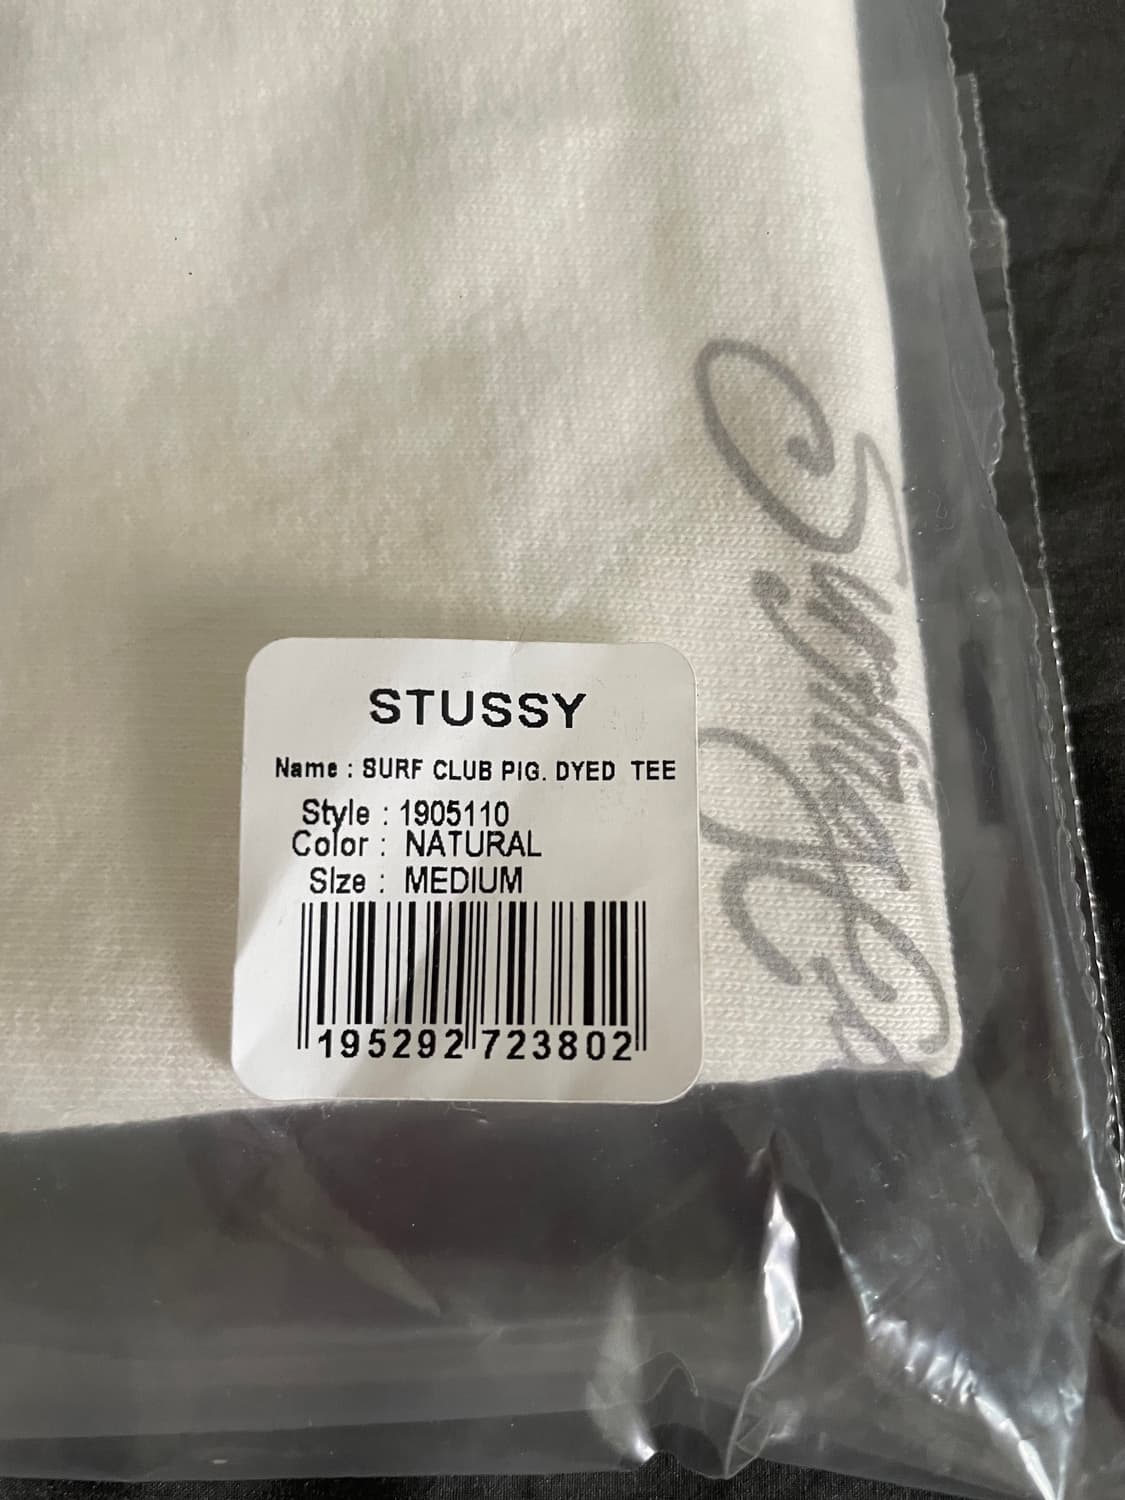 STUSSY
Name : SURF CLUB PIG. DYED TEE
Style : 1905110
Color : NATURAL
Size : MEDIUM
195292 723802